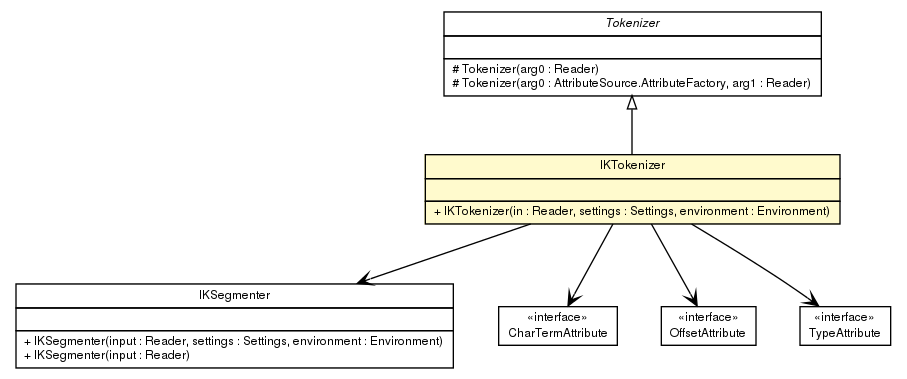 Tokenizer
# Tokenizer(arg0 : Reader)
# Tokenizer(arg0 : AttributeSource.AttributeFactory, arg1 : Reader)
IKTokenizer
+ IKTokenizer(in : Reader, settings : Settings, environment : Environment)
IKSegmenter
+ IKSegmenter(input : Reader, settings : Settings, environment : Environment)
+ IKSegmenter(input : Reader)
«interface»
CharTermAttribute
«interface»
OffsetAttribute
«interface»
TypeAttribute